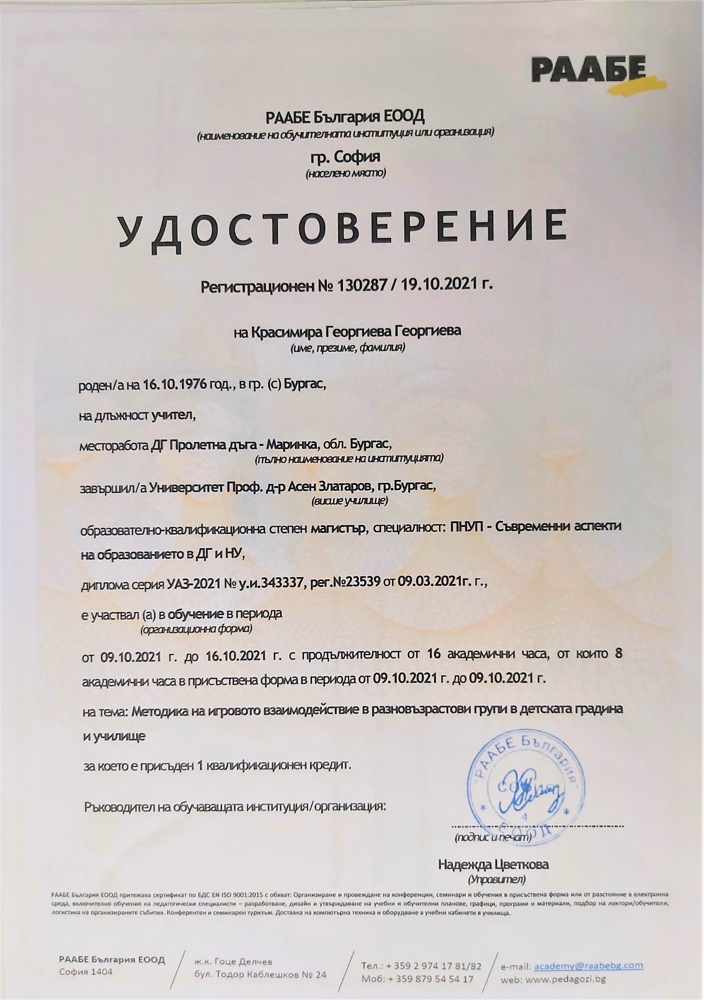 РААБЕ
РААБЕ България ЕООД
(наименование на обучителната институция или организация)
гр. София
(населено място)
УДОСТОВЕРЕНИЕ
Регистрационен № 130287 / 19.10.2021 г.
на Красимира Георгиева Георгиева
(име, презиме, фамилия)
роден/а на 16.10.1976 год., в гр. (с) Бургас,
на длъжност учител,
месторабота ДГ Пролетна дъга - Маринка, обл. Бургас,
(пълно наименование на институцията)
завършил/а Университет Проф. д-р Асен Златаров, гр.Бургас,
(висше училище)
образователно-квалификационна степен магистър, специалност: ПНУП - Съвременни аспекти
на образованието в ДГ и НУ,
диплома серия УАЗ-2021 № у.и.343337, рег.№23539 от 09.03.2021г. г.,
е участвал (а) в обучение в периода
(организационна форма)
от 09.10.2021 г. до 16.10.2021 г. с продължителност от 16 академични часа, от които 8
академични часа в присъствена форма в периода от 09.10.2021 г. до 09.10.2021 г.
на тема: Методика на игровото взаимодействие в разновъзрастови групи в детската градина
и училище
за което е присъден 1 квалификационен кредит.
"РААБЕ България"
4
ЕООД
Ръководител на обучаващата институция/организация:
(подпис и печат)
Надежда Цветкова
(Управител)
РААБЕ България ЕООД притежава сертификат по БДС EN ISO 9001:2015 с обхват: Организиране и провеждане на конференции, семинари и обучения в присъствена форма или от разстояние в електронна
среда, включително обучения на педагогически специалисти – разработване, дизайн и утвърждаване на учебни и обучителни планове, графици, програми и материали, подбор на лектори/обучители,
логистика на организираните събития. Конферентен и семинарен туризъм. Доставка на компютърна техника и оборудване в учебни кабинети в училища.
РААБЕ България ЕООД
София 1404
ж.к. Гоце Делчев
бул. Тодор Каблешков № 24
Тел.: + 359 2 974 17 81/82
Моб: + 359 879 54 54 17
e-mail: academy@raabebg.com
web: www.pedagozi.bg